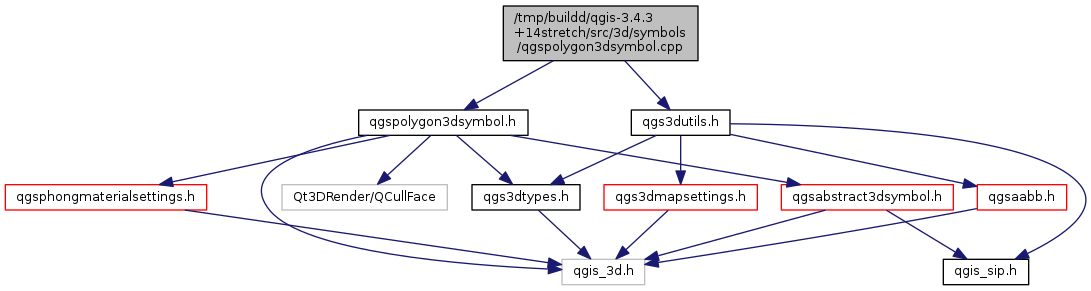 /tmp/buildd/qgis-3.4.3
+14stretch/src/3d/symbols
/qgspolygon3dsymbol.cpp
qgspolygon3dsymbol.h
qgs3dutils.h
qgsphongmaterialsettings.h
Qt3DRender/QCullFace
qgs3dtypes.h
qgs3dmapsettings.h
qgsabstract3dsymbol.h
qgsaabb.h
qgis_3d.h
qgis_sip.h